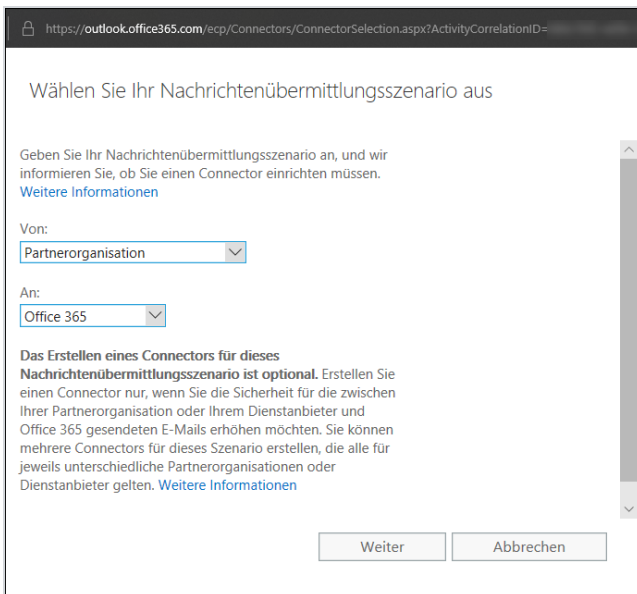 https://outlook.office365.com/ecp/Connectors/ConnectorSelection.aspx?ActivityCorrelationID=
Wählen Sie Ihr Nachrichtenübermittlungsszenario aus
Geben Sie Ihr Nachrichtenübermittlungsszenario an, und wir
informieren Sie, ob Sie einen Connector einrichten müssen.
Weitere Informationen
Von:
Partnerorganisation
An:
Office 365
Das Erstellen eines Connectors für dieses
Nachrichtenübermittlungsszenario ist optional. Erstellen Sie
einen Connector nur, wenn Sie die Sicherheit für die zwischen
Ihrer Partnerorganisation oder Ihrem Dienstanbieter und
Office 365 gesendeten E-Mails erhöhen möchten. Sie können
mehrere Connectors für dieses Szenario erstellen, die alle für
jeweils unterschiedliche Partnerorganisationen oder
Dienstanbieter gelten. Weitere Informationen
Weiter Abbrechen